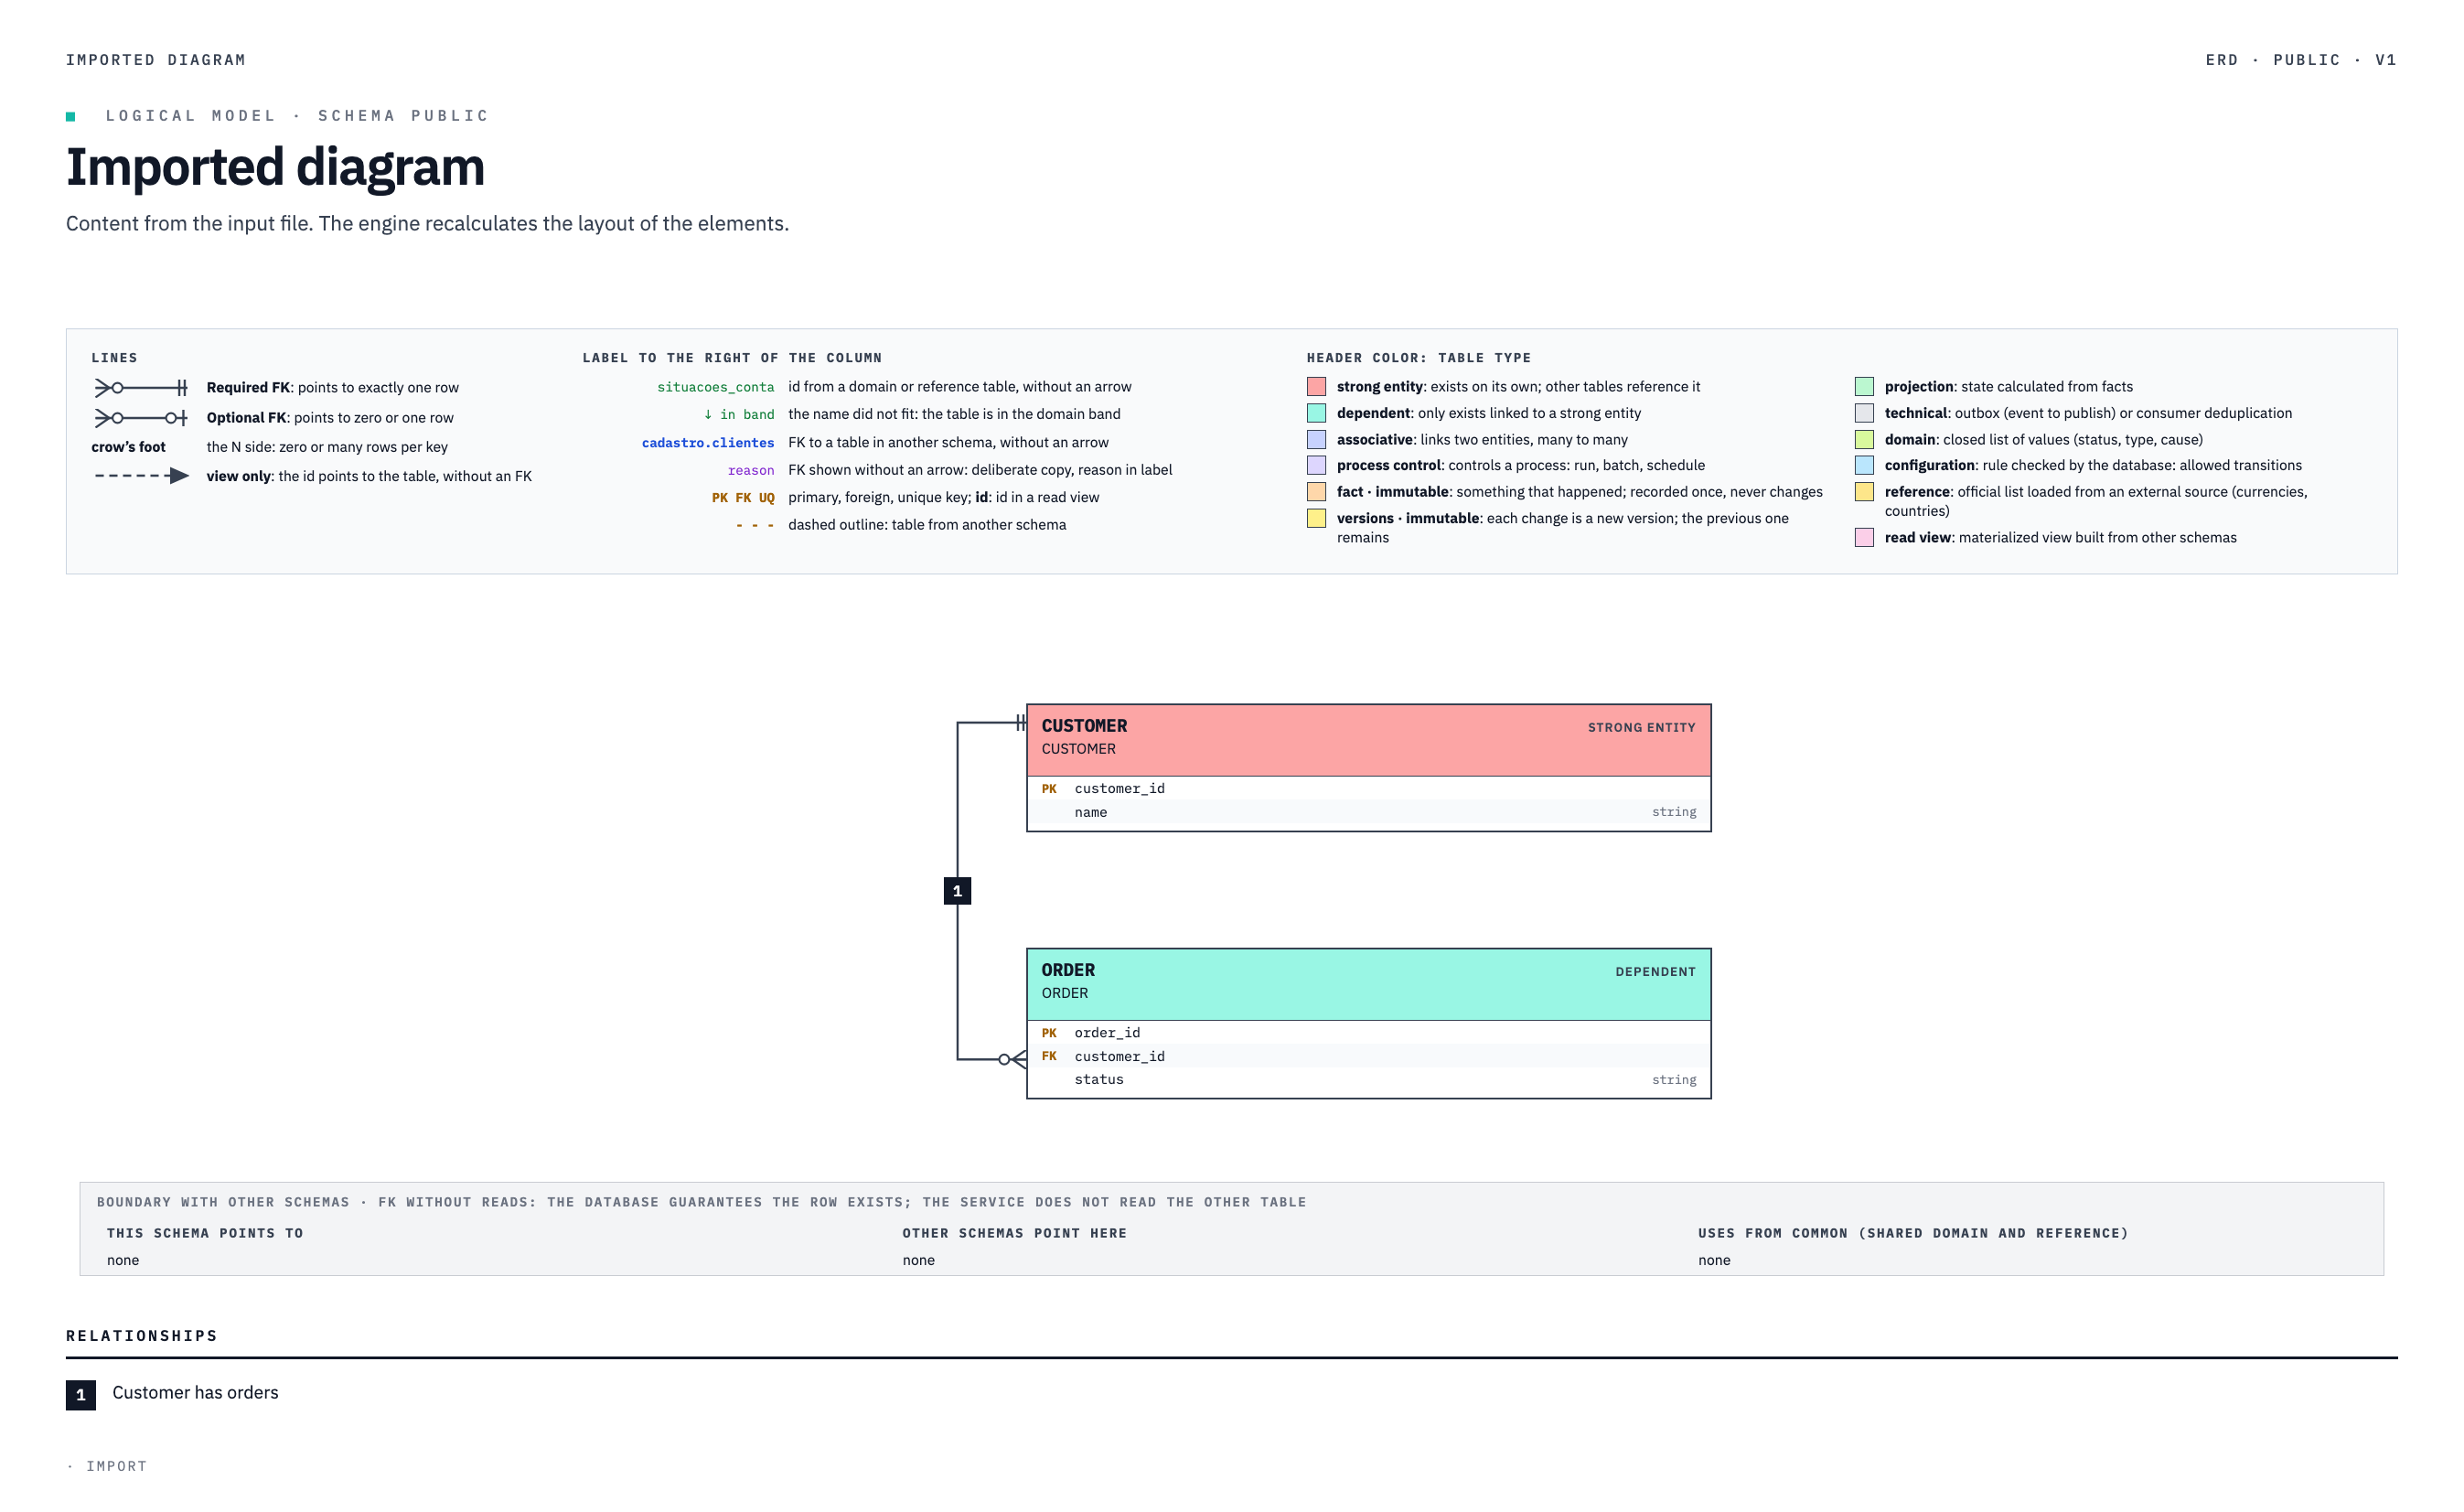 IMPORTED DIAGRAM
ERD · PUBLIC · V1
LOGICAL MODEL · SCHEMA PUBLIC
Imported diagram
Content from the input file. The engine recalculates the layout of the elements.
LINES
Required FK: points to exactly one row
Optional FK: points to zero or one row
crow’s foot the N side: zero or many rows per key
view only: the id points to the table, without an FK
LABEL TO THE RIGHT OF THE COLUMN
situacoes_conta id from a domain or reference table, without an arrow
↓ in band the name did not fit: the table is in the domain band
cadastro.clientes FK to a table in another schema, without an arrow
reason FK shown without an arrow: deliberate copy, reason in label
PK FK UQ primary, foreign, unique key; id: id in a read view
- - - dashed outline: table from another schema
HEADER COLOR: TABLE TYPE
strong entity: exists on its own; other tables reference it
dependent: only exists linked to a strong entity
associative: links two entities, many to many
process control: controls a process: run, batch, schedule
fact · immutable: something that happened; recorded once, never changes
versions · immutable: each change is a new version; the previous one
remains
projection: state calculated from facts
technical: outbox (event to publish) or consumer deduplication
domain: closed list of values (status, type, cause)
configuration: rule checked by the database: allowed transitions
reference: official list loaded from an external source (currencies,
countries)
read view: materialized view built from other schemas
CUSTOMER STRONG ENTITY
CUSTOMER
PK customer_id
name string
1
ORDER DEPENDENT
ORDER
PK order_id
FK customer_id
status string
BOUNDARY WITH OTHER SCHEMAS · FK WITHOUT READS: THE DATABASE GUARANTEES THE ROW EXISTS; THE SERVICE DOES NOT READ THE OTHER TABLE
THIS SCHEMA POINTS TO
none
OTHER SCHEMAS POINT HERE
none
USES FROM COMMON (SHARED DOMAIN AND REFERENCE)
none
RELATIONSHIPS
1 Customer has orders
· IMPORT